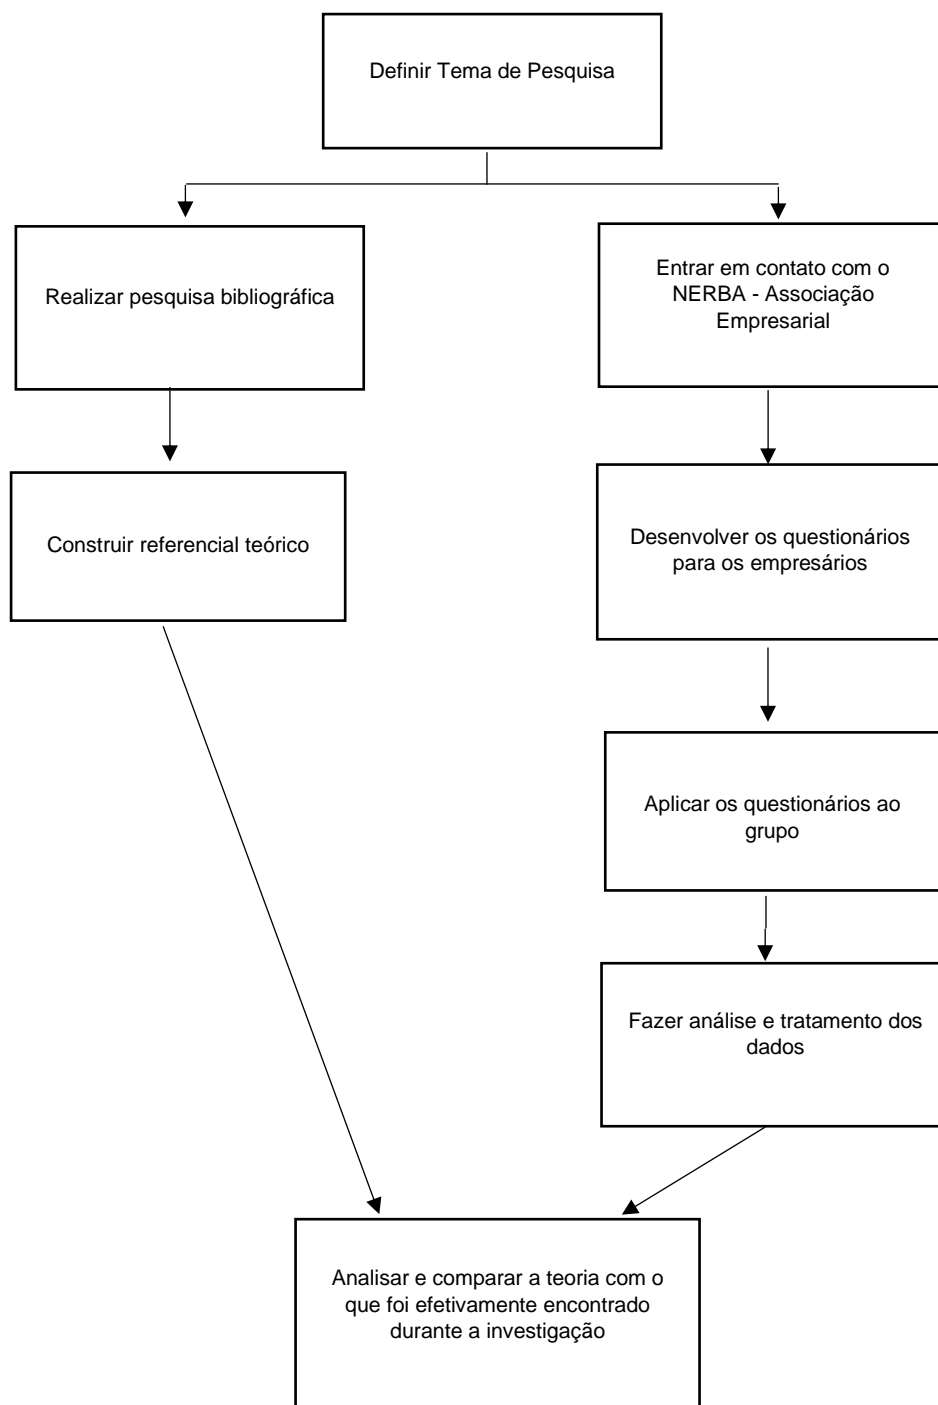 Definir Tema de Pesquisa
Realizar pesquisa bibliográfica
Entrar em contato com o
NERBA - Associação
Empresarial
Construir referencial teórico
Desenvolver os questionários
para os empresários
Aplicar os questionários ao
grupo
Fazer análise e tratamento dos
dados
Analisar e comparar a teoria com o
que foi efetivamente encontrado
durante a investigação